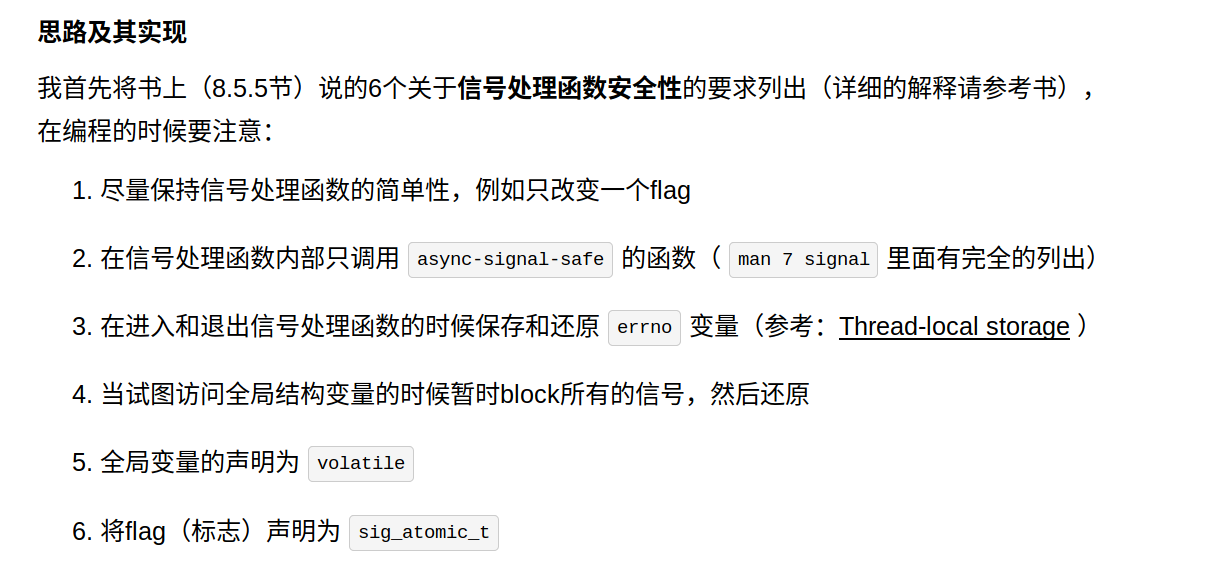 思路及其实现
我首先将书上（8.5.5节）说的6个关于信号处理函数安全性的要求列出（详细的解释请参考书），
在编程的时候要注意：
1. 尽量保持信号处理函数的简单性，例如只改变一个flag
2. 在信号处理函数内部只调用 async-signal-safe 的函数（ man 7 signal 里面有完全的列出）
3. 在进入和退出信号处理函数的时候保存和还原 errno 变量（参考：Thread-local storage ）
4. 当试图访问全局结构变量的时候暂时block所有的信号，然后还原
5. 全局变量的声明为 volatile
6. 将flag（标志）声明为 sig_atomic_t